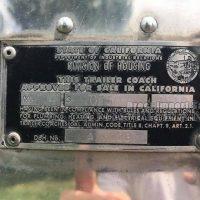 STATE OF CALIFORNIA
DEPARTMENT OF INDUSTRIAL RELATIONS
DIVISION OF HOUSING
THIS TRAILER COACH
APPROVED FOR SALE IN CALIFORNIA
HAVING BEEN IN COMPLIANCE WITH RULES AND REGULATIONS
FOR PLUMBING, HEATING AND ELECTRICAL EQUIPMENT IN
TRAILER COACHES CAL. ADMIN. CODE TITLE 8, CHAPT. 9, ART. 2.1.
D.O.H. NO.